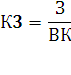 КЗ = З / ВК